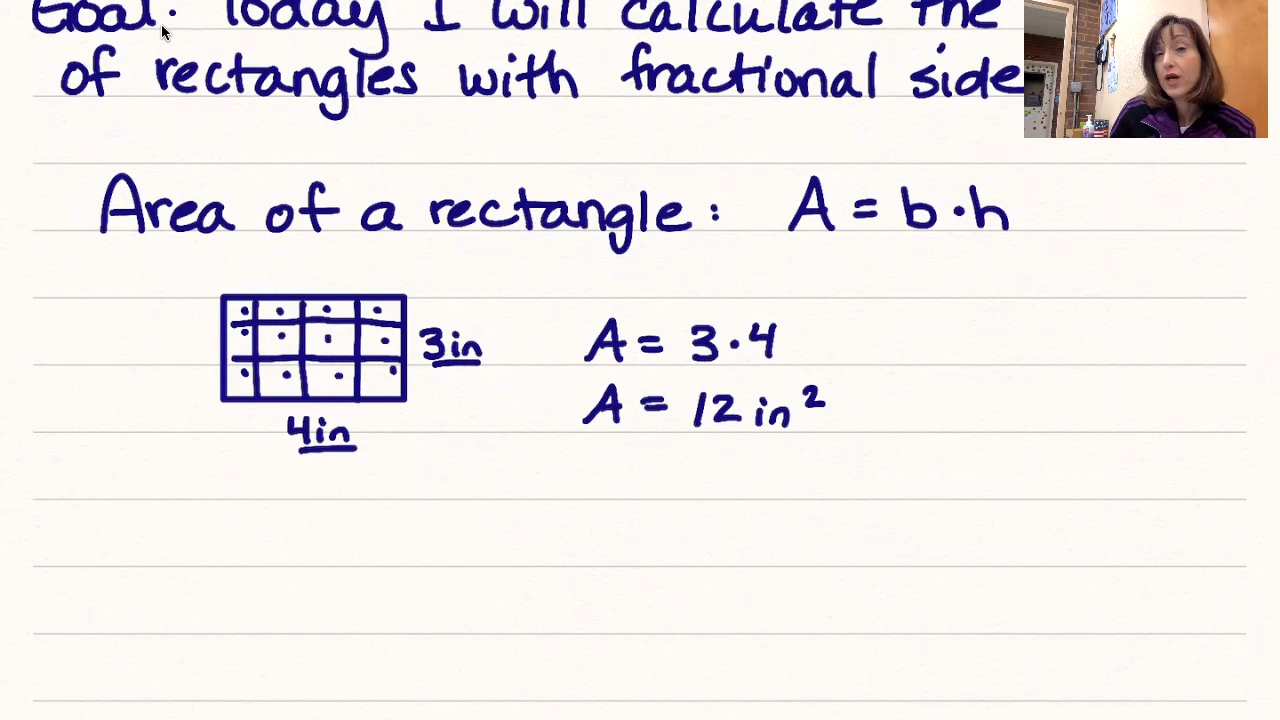 Goal: Today I will calculate the
of rectangles with fractional side
Area of a rectangle: A = b·h
3in
A = 3·4
A = 12 in²
4in